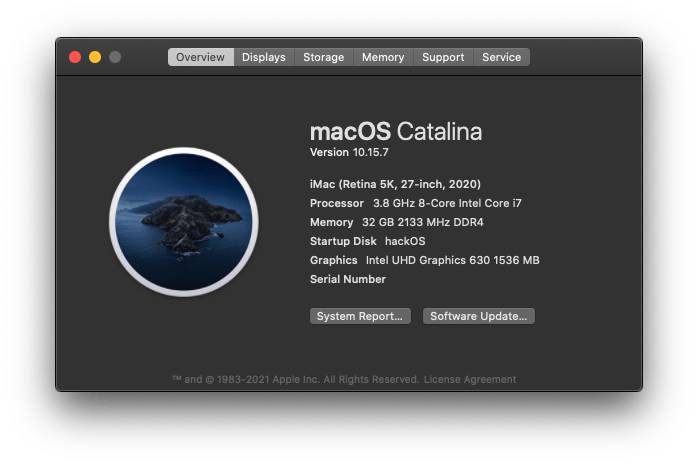 Overview Displays Storage Memory Support Service
macOS Catalina
Version 10.15.7
iMac (Retina 5K, 27-inch, 2020)
Processor 3.8 GHz 8-Core Intel Core i7
Memory 32 GB 2133 MHz DDR4
Startup Disk hackOS
Graphics Intel UHD Graphics 630 1536 MB
Serial Number
System Report... Software Update...
™ and © 1983-2021 Apple Inc. All Rights Reserved. License Agreement